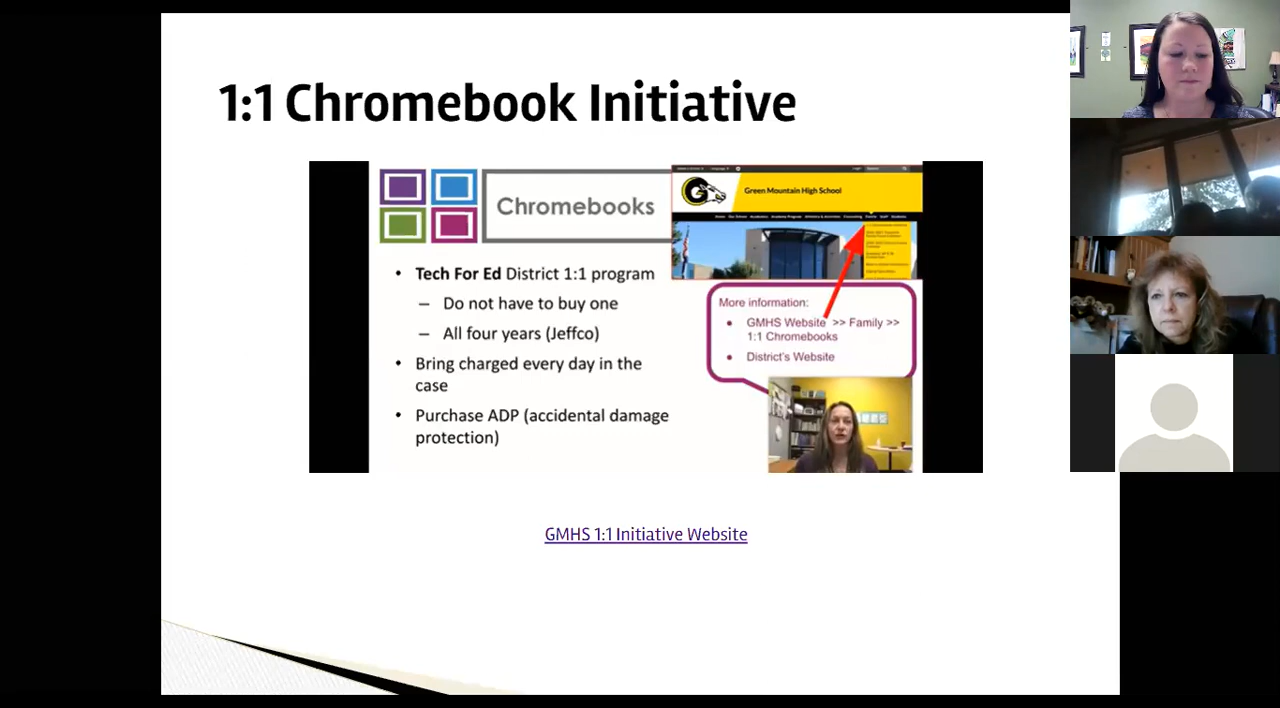 1:1 Chromebook Initiative
Chromebooks
Green Mountain High School
• Tech For Ed District 1:1 program
– Do not have to buy one
– All four years (Jeffco)
• Bring charged every day in the
case
• Purchase ADP (accidental damage
protection)
More information:
• GMHS Website >> Family >>
1:1 Chromebooks
• District's Website
GMHS 1:1 Initiative Website